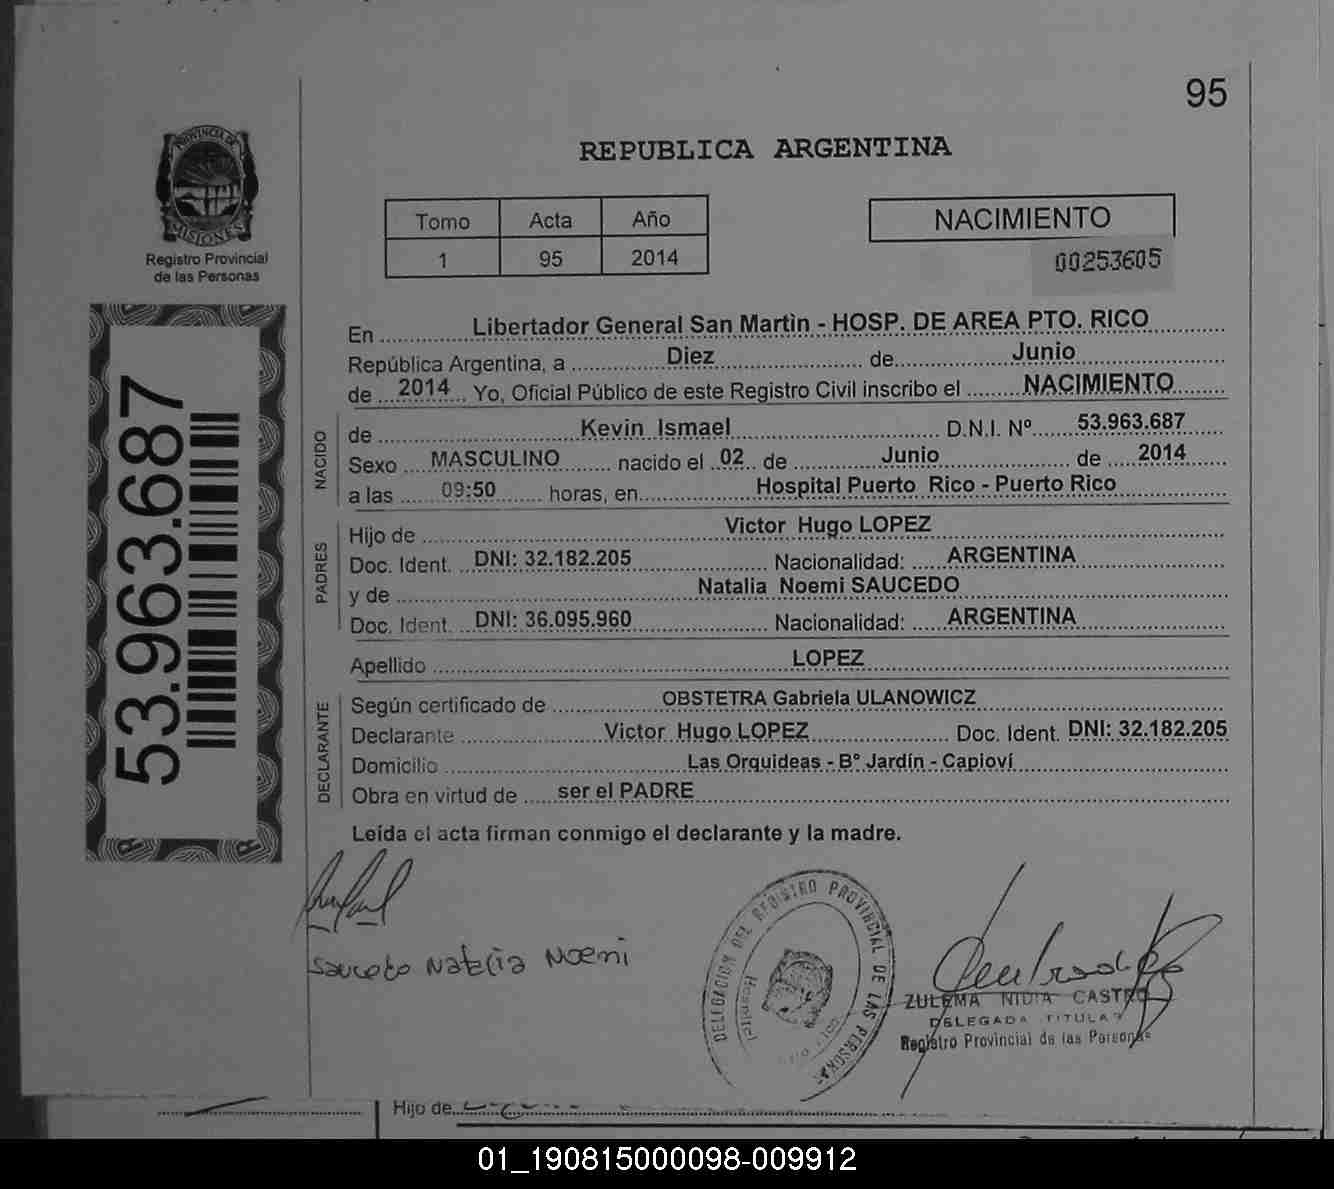 95
PROVINCIA DE
MISIONES
Registro Provincial
de las Personas
REPUBLICA ARGENTINA
Tomo Acta Año
1 95 2014
NACIMIENTO
00253605
53.963.687
En Libertador General San Martìn - HOSP. DE AREA PTO. RICO
República Argentina, a Diez de Junio
de 2014 Yo, Oficial Público de este Registro Civil inscribo el NACIMIENTO
NACIDO
de Kevin Ismael D.N.I. Nº 53.963.687
Sexo MASCULINO nacido el 02 de Junio de 2014
a las 09:50 horas, en Hospital Puerto Rico - Puerto Rico
PADRES
Hijo de Victor Hugo LOPEZ
Doc. Ident. DNI: 32.182.205 Nacionalidad: ARGENTINA
y de Natalia Noemi SAUCEDO
Doc. Ident. DNI: 36.095.960 Nacionalidad: ARGENTINA
Apellido LOPEZ
DECLARANTE
Según certificado de OBSTETRA Gabriela ULANOWICZ
Declarante Victor Hugo LOPEZ Doc. Ident. DNI: 32.182.205
Domicilio Las Orquideas - Bº Jardín - Capioví
Obra en virtud de ser el PADRE
Leída el acta firman conmigo el declarante y la madre.
Saucedo Natalia Noemi
DELEGACION DEL REGISTRO PROVINCIAL DE LAS PERSONAS
Hospital
ZULEMA NIDIA CASTRO
DELEGADA TITULAR
Registro Provincial de las Personas
Hijo de
01_190815000098-009912